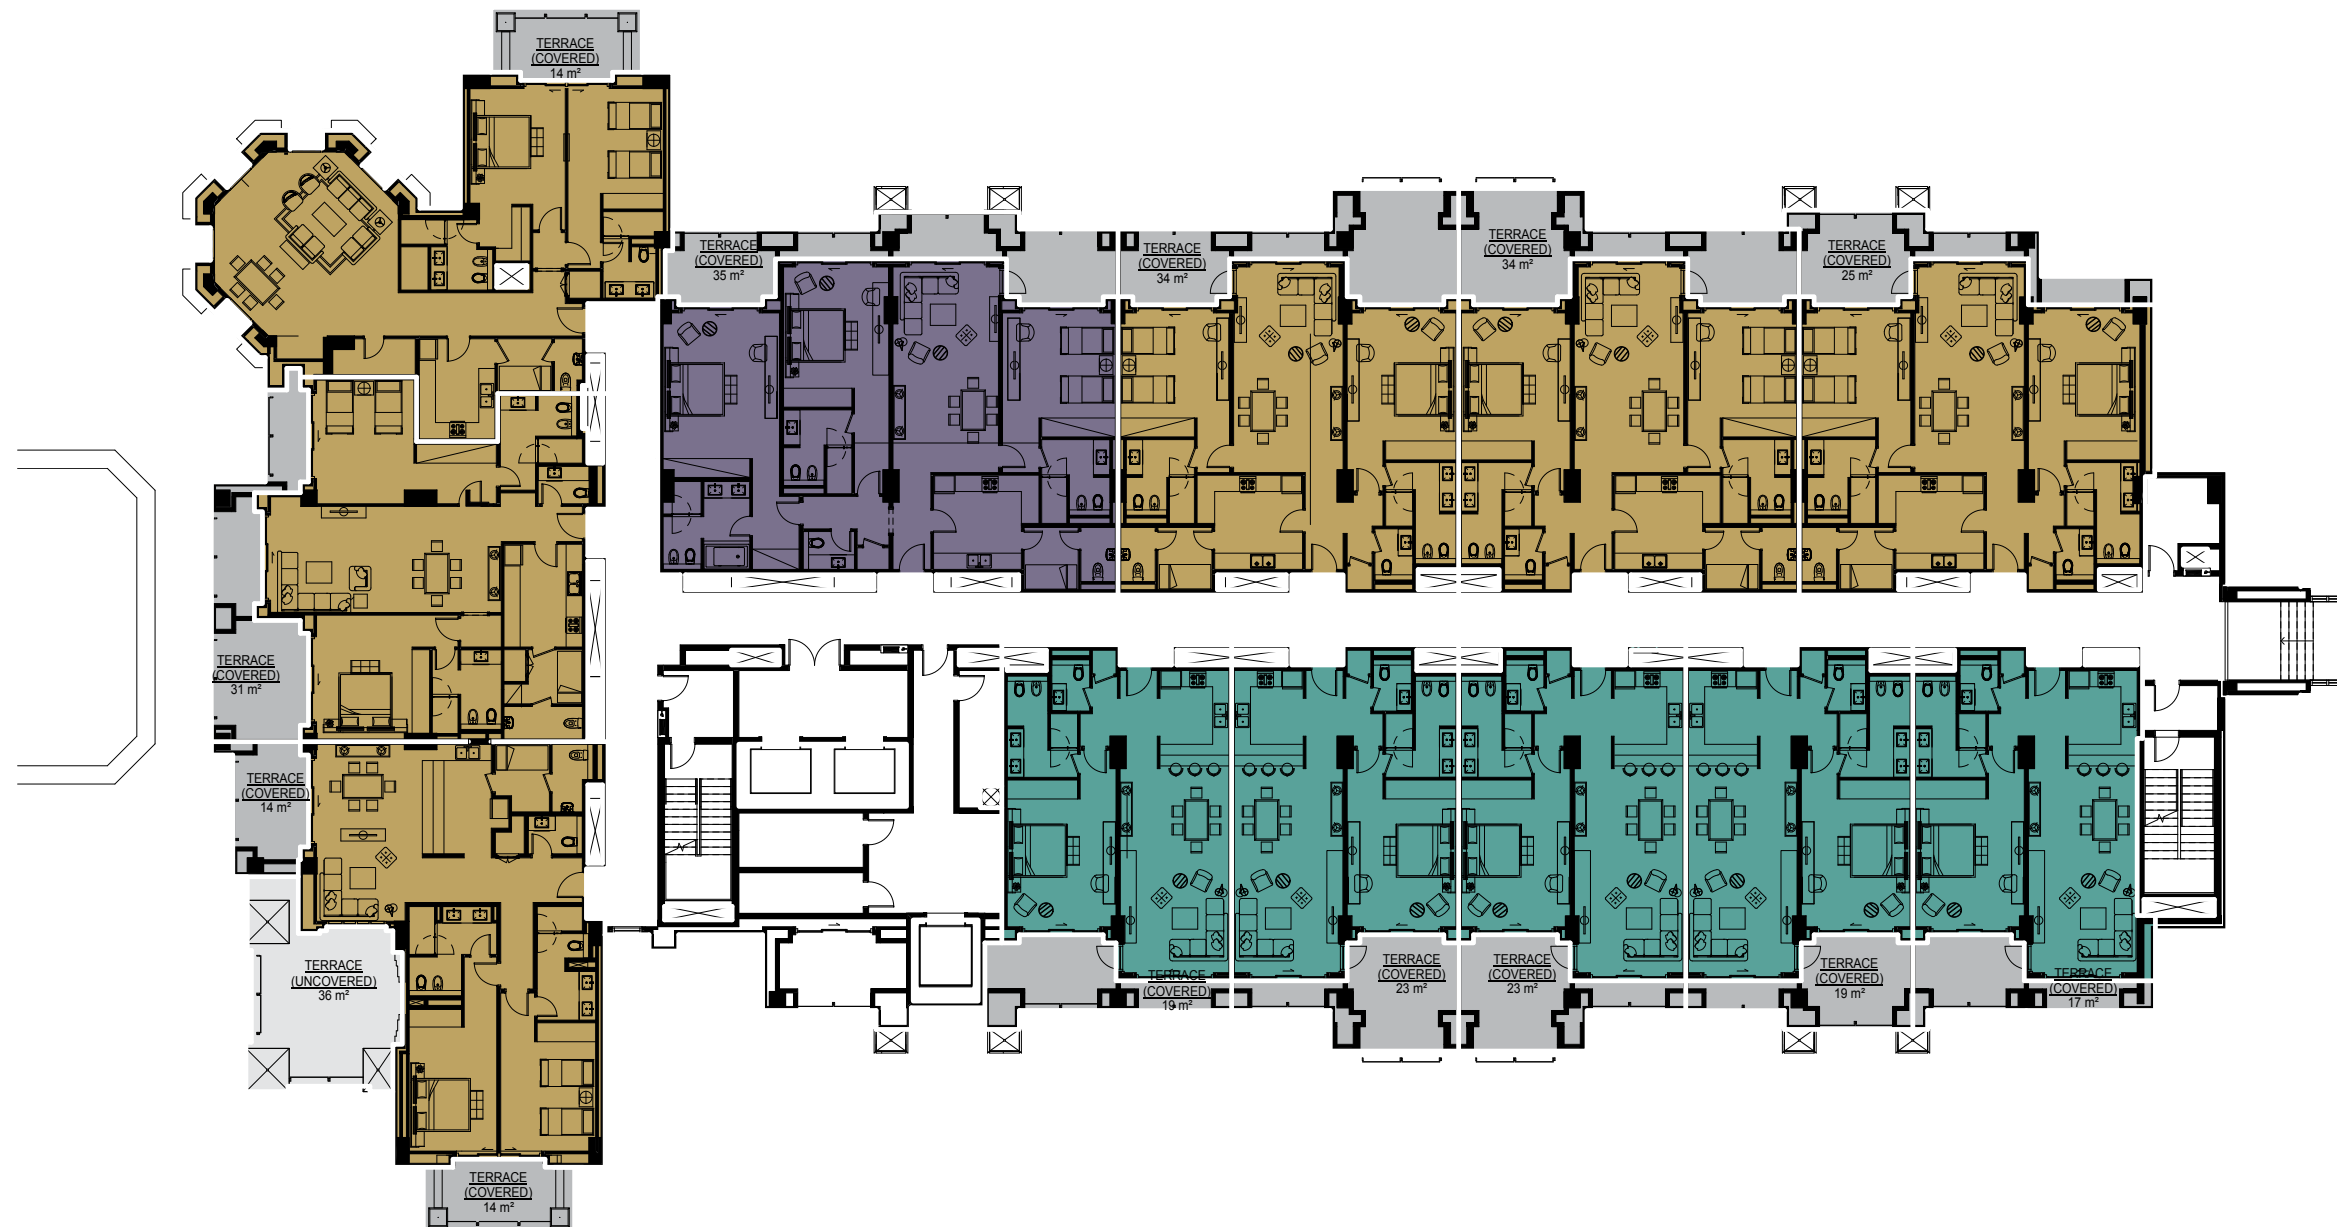 TERRACE
(COVERED)
14 m²
TERRACE
(COVERED)
35 m²
TERRACE
(COVERED)
34 m²
TERRACE
(COVERED)
34 m²
TERRACE
(COVERED)
25 m²
TERRACE
(COVERED)
31 m²
TERRACE
(COVERED)
14 m²
TERRACE
(UNCOVERED)
36 m²
TERRACE
(COVERED)
19 m²
TERRACE
(COVERED)
23 m²
TERRACE
(COVERED)
23 m²
TERRACE
(COVERED)
19 m²
TERRACE
(COVERED)
17 m²
TERRACE
(COVERED)
14 m²